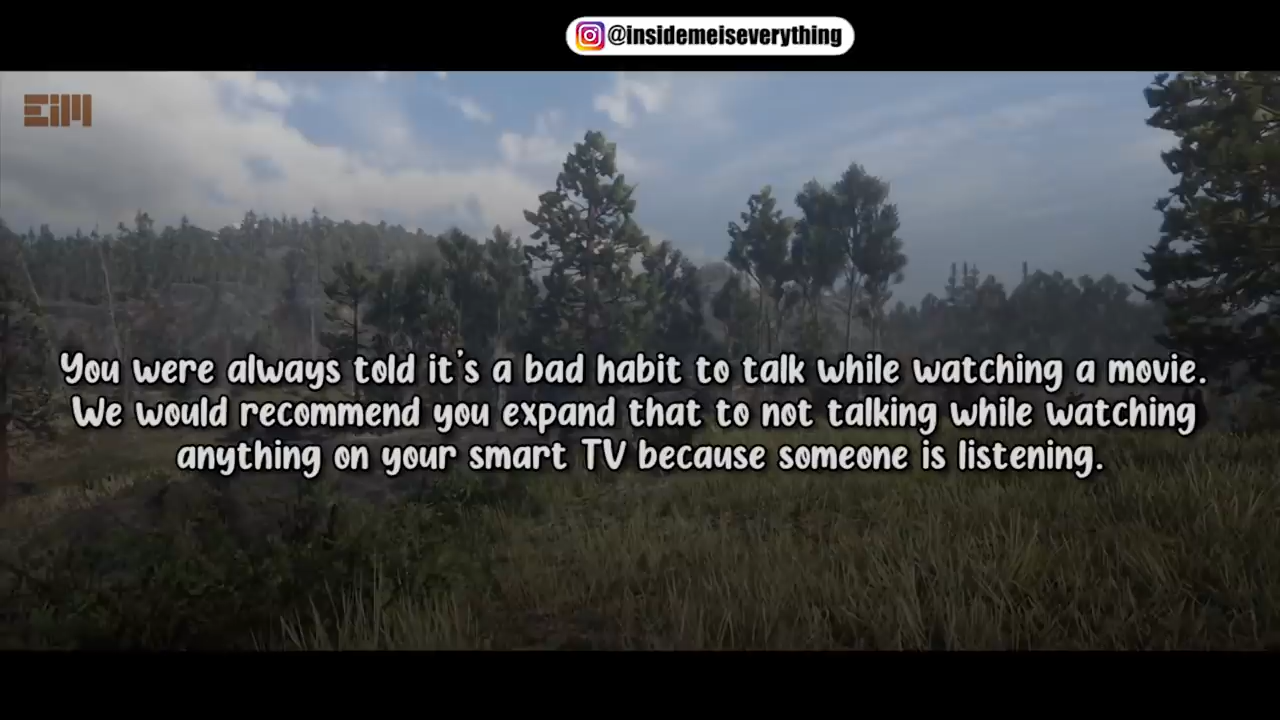 @insidemeiseverything
EiM
You were always told it's a bad habit to talk while watching a movie.
We would recommend you expand that to not talking while watching
anything on your smart TV because someone is listening.